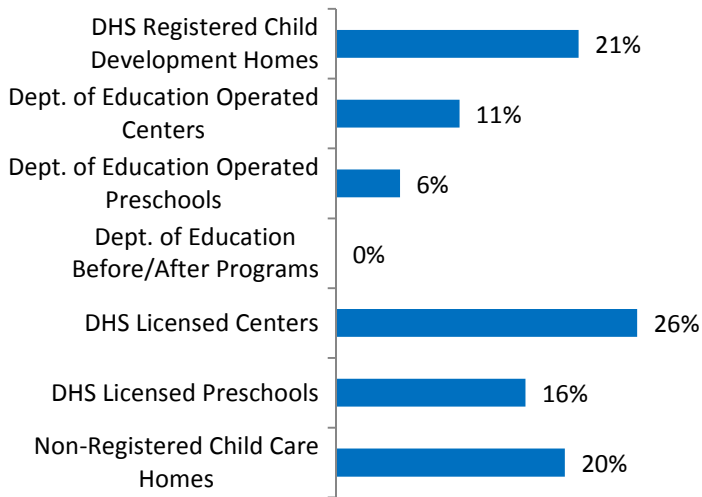 DHS Registered Child
Development Homes
21%
Dept. of Education Operated
Centers
11%
Dept. of Education Operated
Preschools
6%
Dept. of Education
Before/After Programs
0%
DHS Licensed Centers
26%
DHS Licensed Preschools
16%
Non-Registered Child Care
Homes
20%